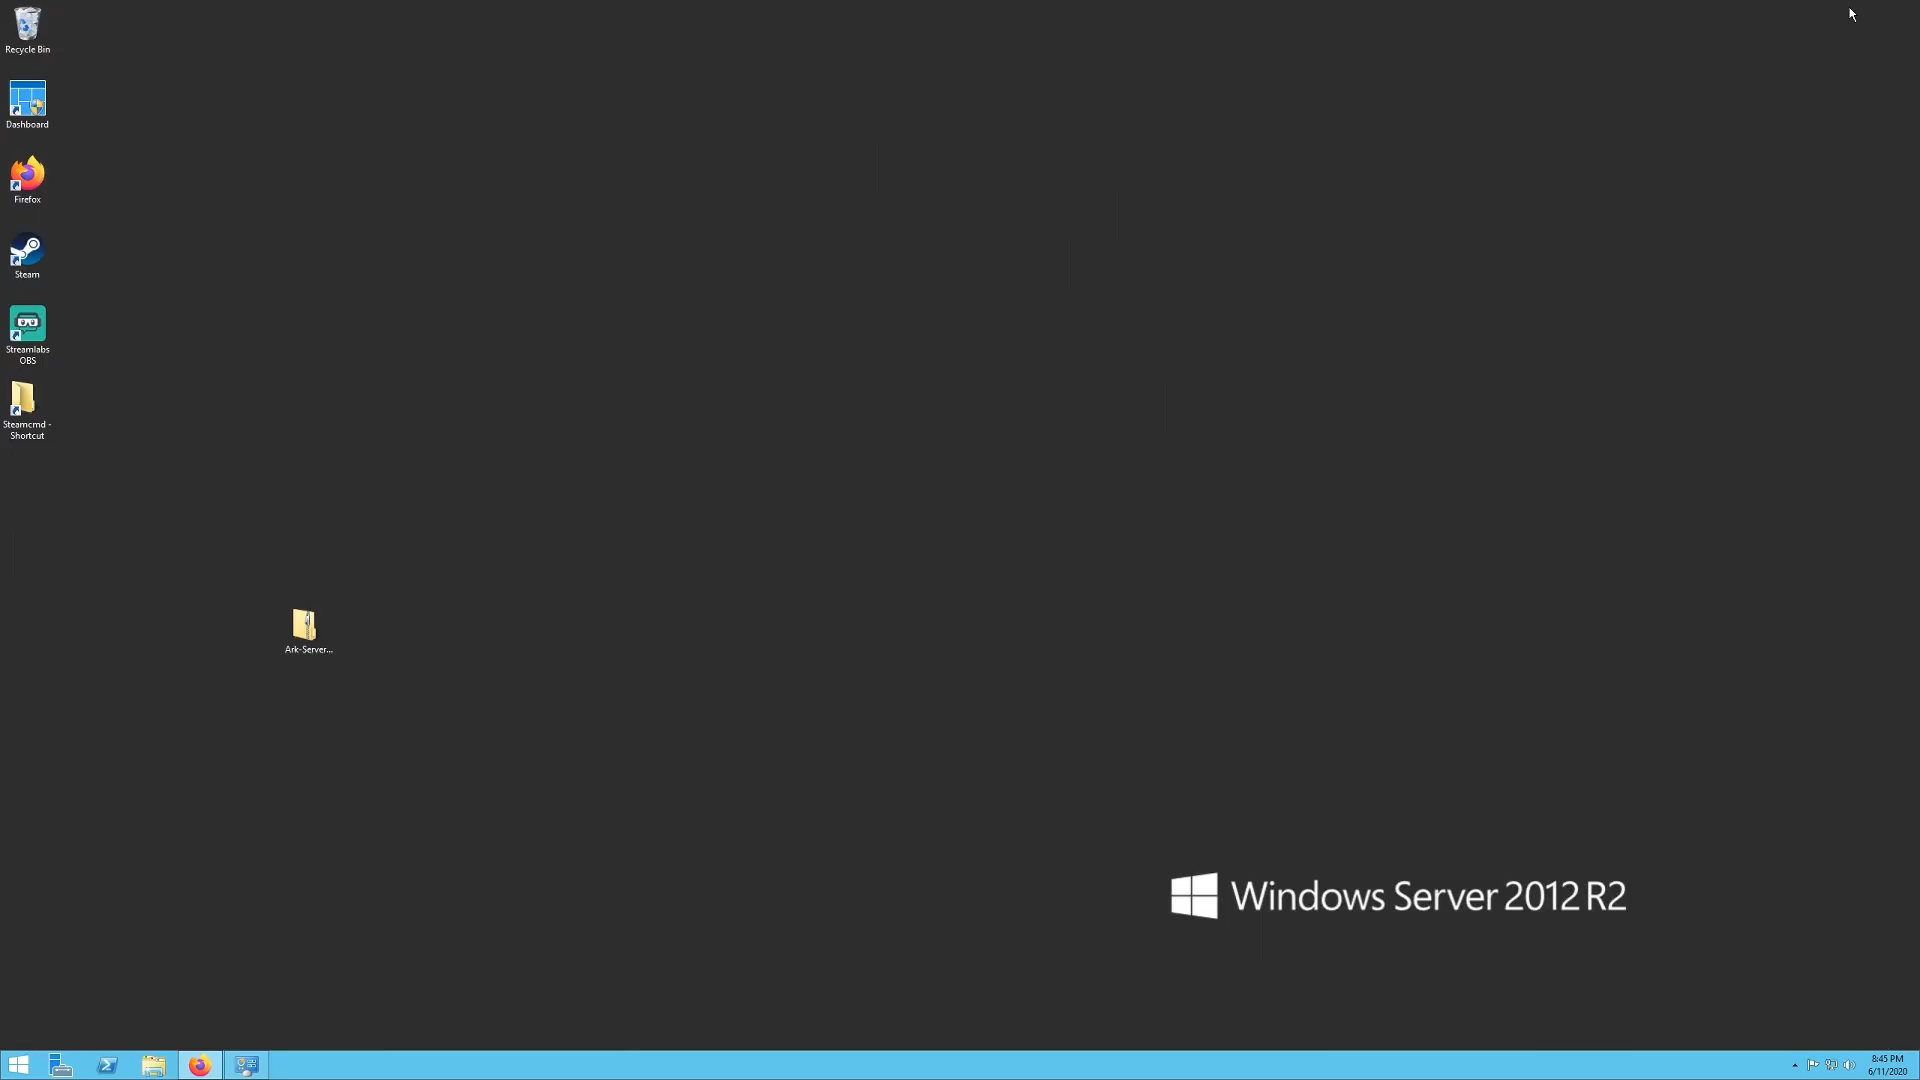 Recycle Bin
Dashboard
Firefox
Steam
Streamlabs
OBS
Steamcmd -
Shortcut
Ark-Server...
Windows Server 2012 R2
8:45 PM
6/11/2020